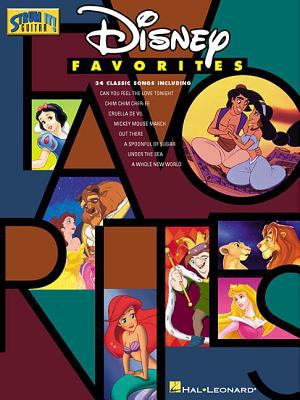 STRUM IT!
GUITAR
DISNEY
FAVORITES
34 CLASSIC SONGS INCLUDING
CAN YOU FEEL THE LOVE TONIGHT
CHIM CHIM CHER-EE
CRUELLA DE VIL
MICKEY MOUSE MARCH
OUT THERE
A SPOONFUL OF SUGAR
UNDER THE SEA
A WHOLE NEW WORLD
FAVO
RITES
HAL•LEONARD